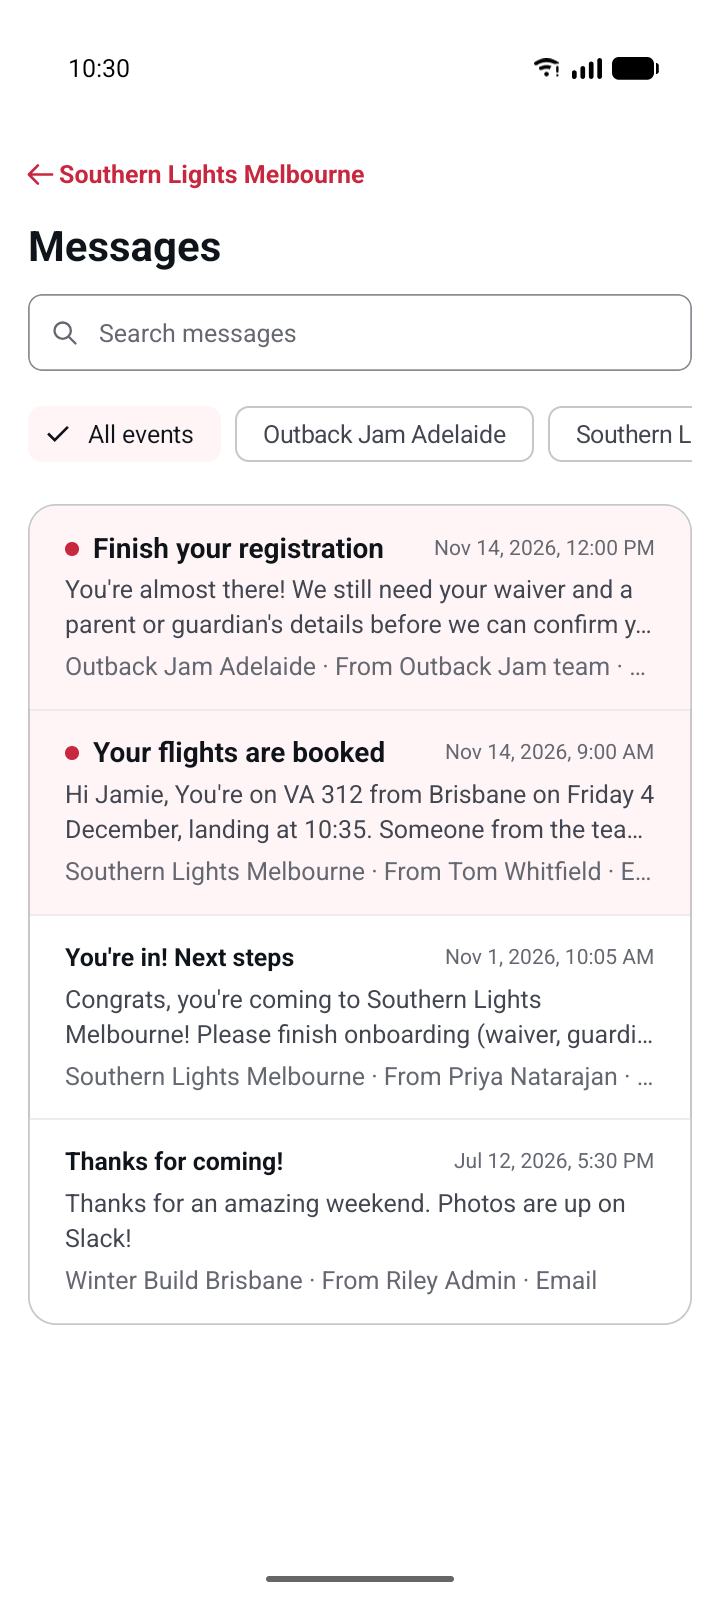 10:30
Southern Lights Melbourne
Messages
Search messages
All events
Outback Jam Adelaide
Southern L
Finish your registration
Nov 14, 2026, 12:00 PM
You're almost there! We still need your waiver and a
parent or guardian's details before we can confirm y...
Outback Jam Adelaide · From Outback Jam team · ...
Your flights are booked
Nov 14, 2026, 9:00 AM
Hi Jamie, You're on VA 312 from Brisbane on Friday 4
December, landing at 10:35. Someone from the tea...
Southern Lights Melbourne · From Tom Whitfield · E...
You're in! Next steps
Nov 1, 2026, 10:05 AM
Congrats, you're coming to Southern Lights
Melbourne! Please finish onboarding (waiver, guardi...
Southern Lights Melbourne · From Priya Natarajan · ...
Thanks for coming!
Jul 12, 2026, 5:30 PM
Thanks for an amazing weekend. Photos are up on
Slack!
Winter Build Brisbane · From Riley Admin · Email